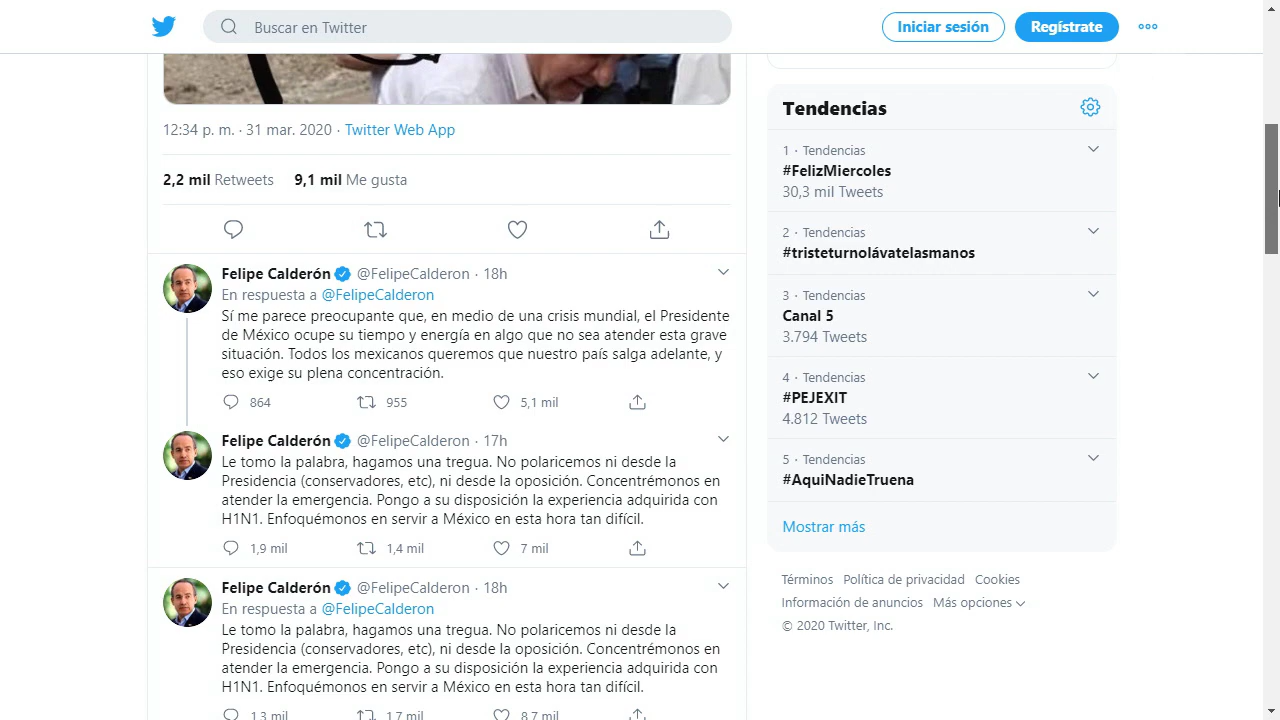 Buscar en Twitter
Iniciar sesión
Regístrate
12:34 p. m. · 31 mar. 2020 · Twitter Web App
2,2 mil Retweets 9,1 mil Me gusta
Felipe Calderón @FelipeCalderon · 18h
En respuesta a @FelipeCalderon
Sí me parece preocupante que, en medio de una crisis mundial, el Presidente
de México ocupe su tiempo y energía en algo que no sea atender esta grave
situación. Todos los mexicanos queremos que nuestro país salga adelante, y
eso exige su plena concentración.
864 955 5,1 mil
Felipe Calderón @FelipeCalderon · 17h
Le tomo la palabra, hagamos una tregua. No polaricemos ni desde la
Presidencia (conservadores, etc), ni desde la oposición. Concentrémonos en
atender la emergencia. Pongo a su disposición la experiencia adquirida con
H1N1. Enfoquémonos en servir a México en esta hora tan difícil.
1,9 mil 1,4 mil 7 mil
Felipe Calderón @FelipeCalderon · 18h
En respuesta a @FelipeCalderon
Le tomo la palabra, hagamos una tregua. No polaricemos ni desde la
Presidencia (conservadores, etc), ni desde la oposición. Concentrémonos en
atender la emergencia. Pongo a su disposición la experiencia adquirida con
H1N1. Enfoquémonos en servir a México en esta hora tan difícil.
1,3 mil 1,7 mil 8,7 mil
Tendencias
1 · Tendencias
#FelizMiercoles
30,3 mil Tweets
2 · Tendencias
#tristeturnolávatelasmanos
3 · Tendencias
Canal 5
3.794 Tweets
4 · Tendencias
#PEJEXIT
4.812 Tweets
5 · Tendencias
#AquiNadieTruena
Mostrar más
Términos Política de privacidad Cookies
Información de anuncios Más opciones
© 2020 Twitter, Inc.